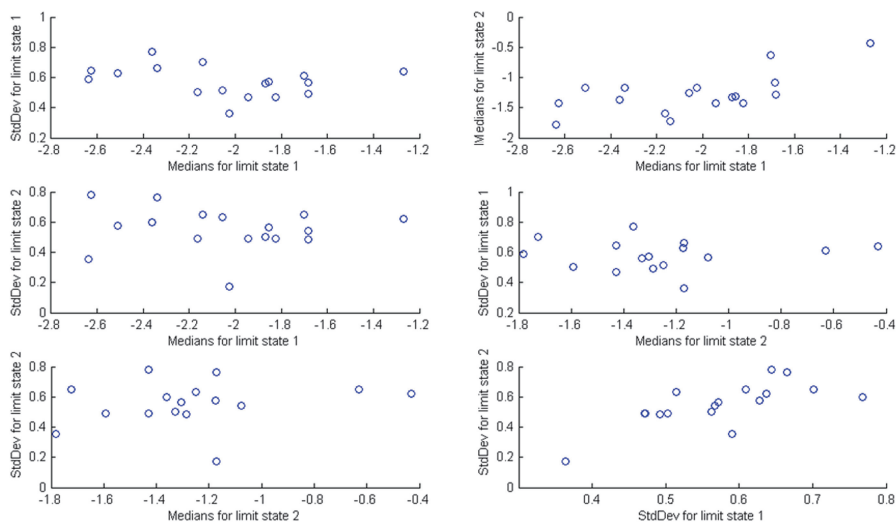 StdDev for limit state 1
1
0.8
0.6
0.4
0.2
-2.8 -2.6 -2.4 -2.2 -2 -1.8 -1.6 -1.4 -1.2
Medians for limit state 1
Medians for limit state 2
0
-0.5
-1
-1.5
-2
-2.8 -2.6 -2.4 -2.2 -2 -1.8 -1.6 -1.4 -1.2
Medians for limit state 1
StdDev for limit state 2
0.8
0.6
0.4
0.2
0
-2.8 -2.6 -2.4 -2.2 -2 -1.8 -1.6 -1.4 -1.2
Medians for limit state 1
StdDev for limit state 1
1
0.8
0.6
0.4
0.2
-1.8 -1.6 -1.4 -1.2 -1 -0.8 -0.6 -0.4
Medians for limit state 2
StdDev for limit state 2
0.8
0.6
0.4
0.2
0
-1.8 -1.6 -1.4 -1.2 -1 -0.8 -0.6 -0.4
Medians for limit state 2
StdDev for limit state 2
0.8
0.6
0.4
0.2
0
0.4 0.5 0.6 0.7 0.8
StdDev for limit state 1